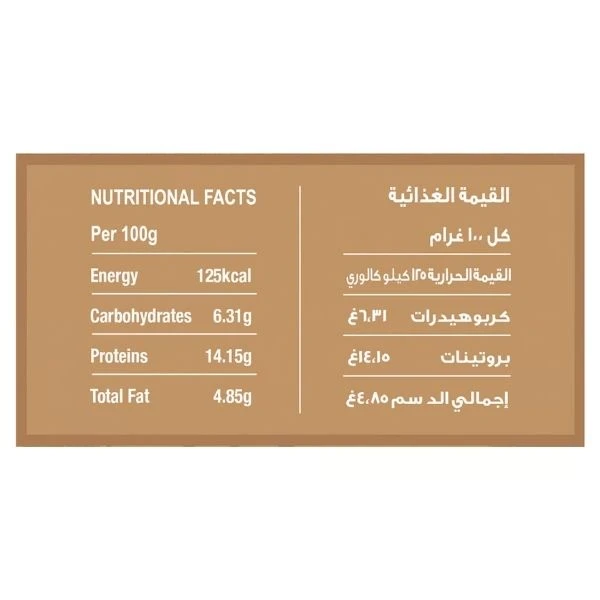 NUTRITIONAL FACTS
Per 100g
Energy 125kcal
Carbohydrates 6.31g
Proteins 14.15g
Total Fat 4.85g
القيمة الغذائية
كل ١٠٠ غرام
القيمة الحرارية ١٢٥ كيلو كالوري
كربوهيدرات ٦،٣١غ
بروتينات ١٤،١٥غ
إجمالي الد سم ٤،٨٥غ